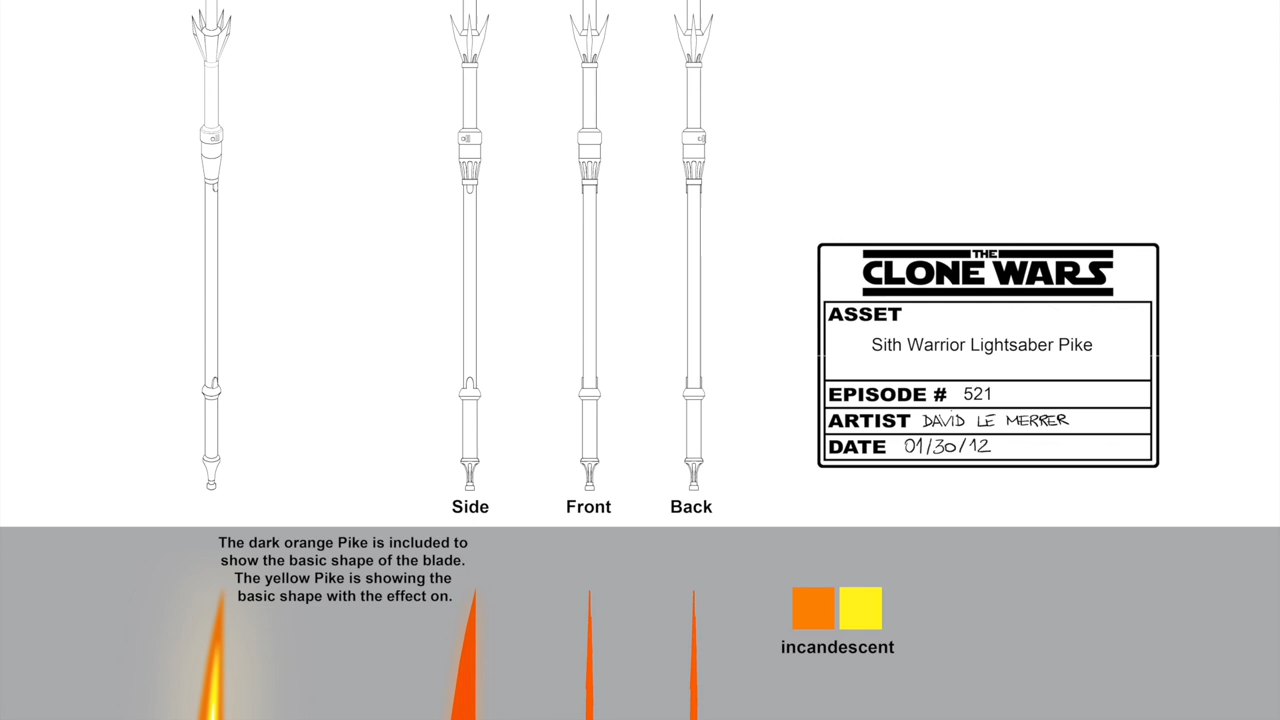 THE
CLONE WARS
ASSET
Sith Warrior Lightsaber Pike
EPISODE # 521
ARTIST DAVID LE MERRER
DATE 01/30/12
Side Front Back
The dark orange Pike is included to
show the basic shape of the blade.
The yellow Pike is showing the
basic shape with the effect on.
incandescent